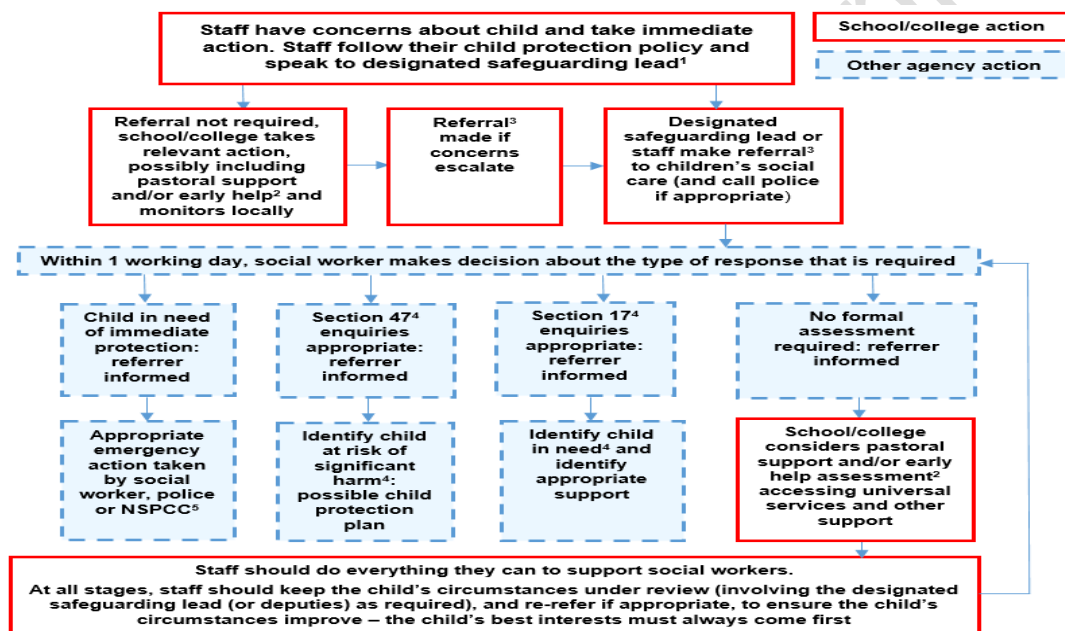 Staff have concerns about child and take immediate
action. Staff follow their child protection policy and
speak to designated safeguarding lead¹
School/college action
Other agency action
Referral not required,
school/college takes
relevant action,
possibly including
pastoral support
and/or early help² and
monitors locally
Referral³
made if
concerns
escalate
Designated
safeguarding lead or
staff make referral³
to children's social
care (and call police
if appropriate)
Within 1 working day, social worker makes decision about the type of response that is required
Child in need
of immediate
protection:
referrer
informed
Section 47⁴
enquiries
appropriate:
referrer
informed
Section 17⁴
enquiries
appropriate:
referrer
informed
No formal
assessment
required: referrer
informed
Appropriate
emergency
action taken
by social
worker, police
or NSPCC⁵
Identify child
at risk of
significant
harm⁴:
possible child
protection
plan
Identify child
in need⁴ and
identify
appropriate
support
School/college
considers pastoral
support and/or early
help assessment²
accessing universal
services and other
support
Staff should do everything they can to support social workers.
At all stages, staff should keep the child's circumstances under review (involving the designated
safeguarding lead (or deputies) as required), and re-refer if appropriate, to ensure the child's
circumstances improve – the child's best interests must always come first